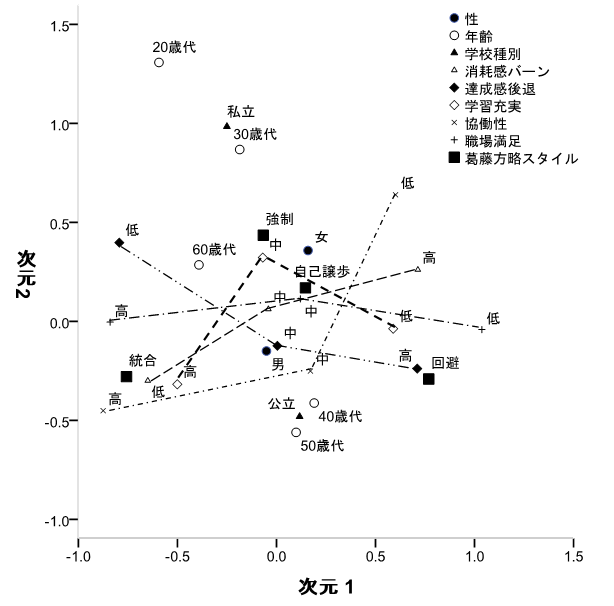 1.5
1.0
0.5
0.0
-0.5
-1.0
-1.0
-0.5
0.0
0.5
1.0
1.5
次元2
次元 1
性
年齢
学校種別
消耗感バーン
達成感後退
学習充実
協働性
職場満足
葛藤方略スタイル
20歳代
私立
30歳代
低
強制
女
低
中
60歳代
高
自己譲歩
中
高
中
低
低
中
統合
男
中
高
回避
高
低
高
公立
40歳代
50歳代